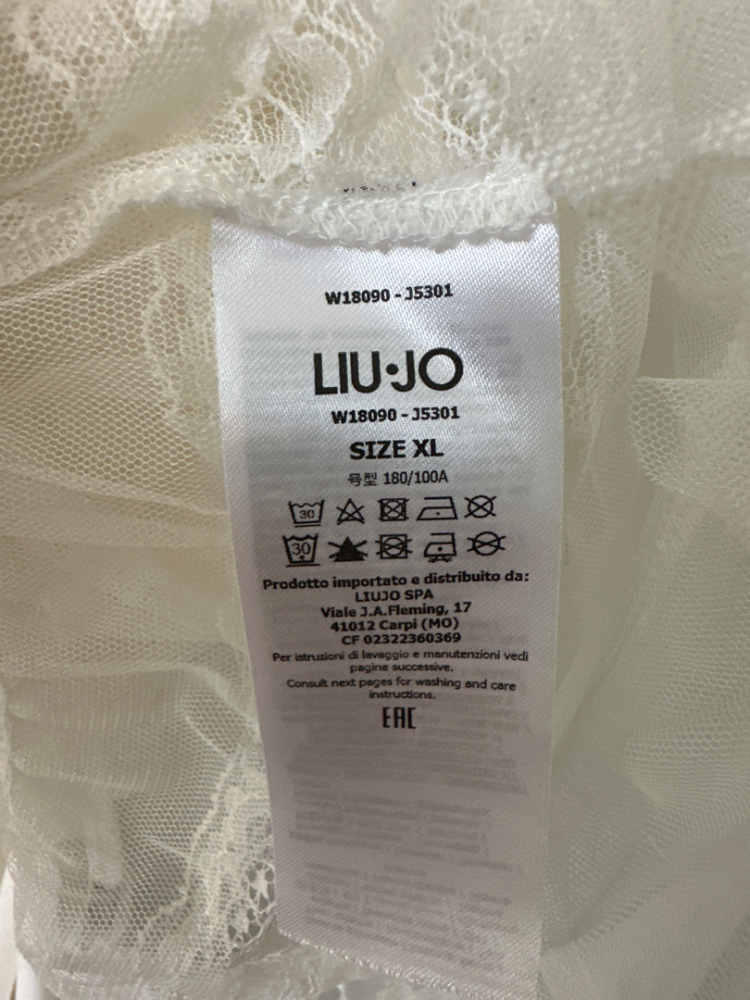 W18090 - J5301
LIU·JO
W18090 - J5301
SIZE XL
号型 180/100A
30
30
Prodotto importato e distribuito da:
LIUJO SPA
Viale J.A.Fleming, 17
41012 Carpi (MO)
CF 02322360369
Per istruzioni di lavaggio e manutenzioni vedi
pagine successive.
Consult next pages for washing and care
instructions.
EAC